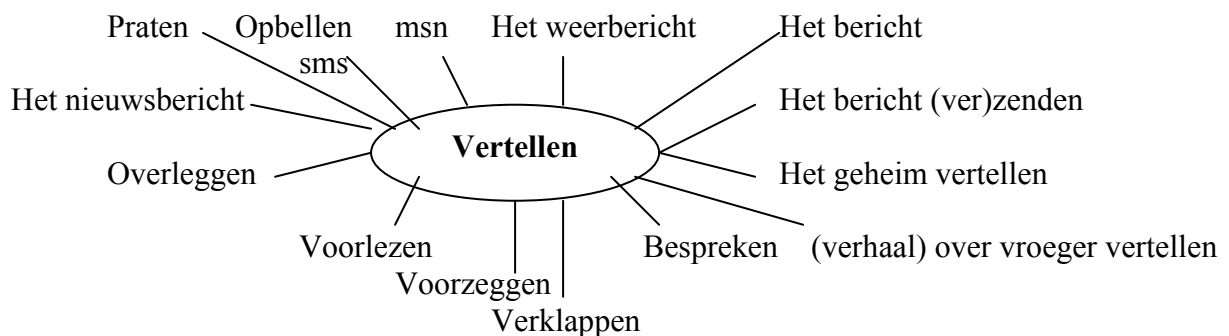 Praten Opbellen msn Het weerbericht Het bericht
sms
Het nieuwsbericht Het bericht (ver)zenden
Vertellen
Overleggen Het geheim vertellen
Voorlezen Bespreken (verhaal) over vroeger vertellen
Voorzeggen
Verklappen